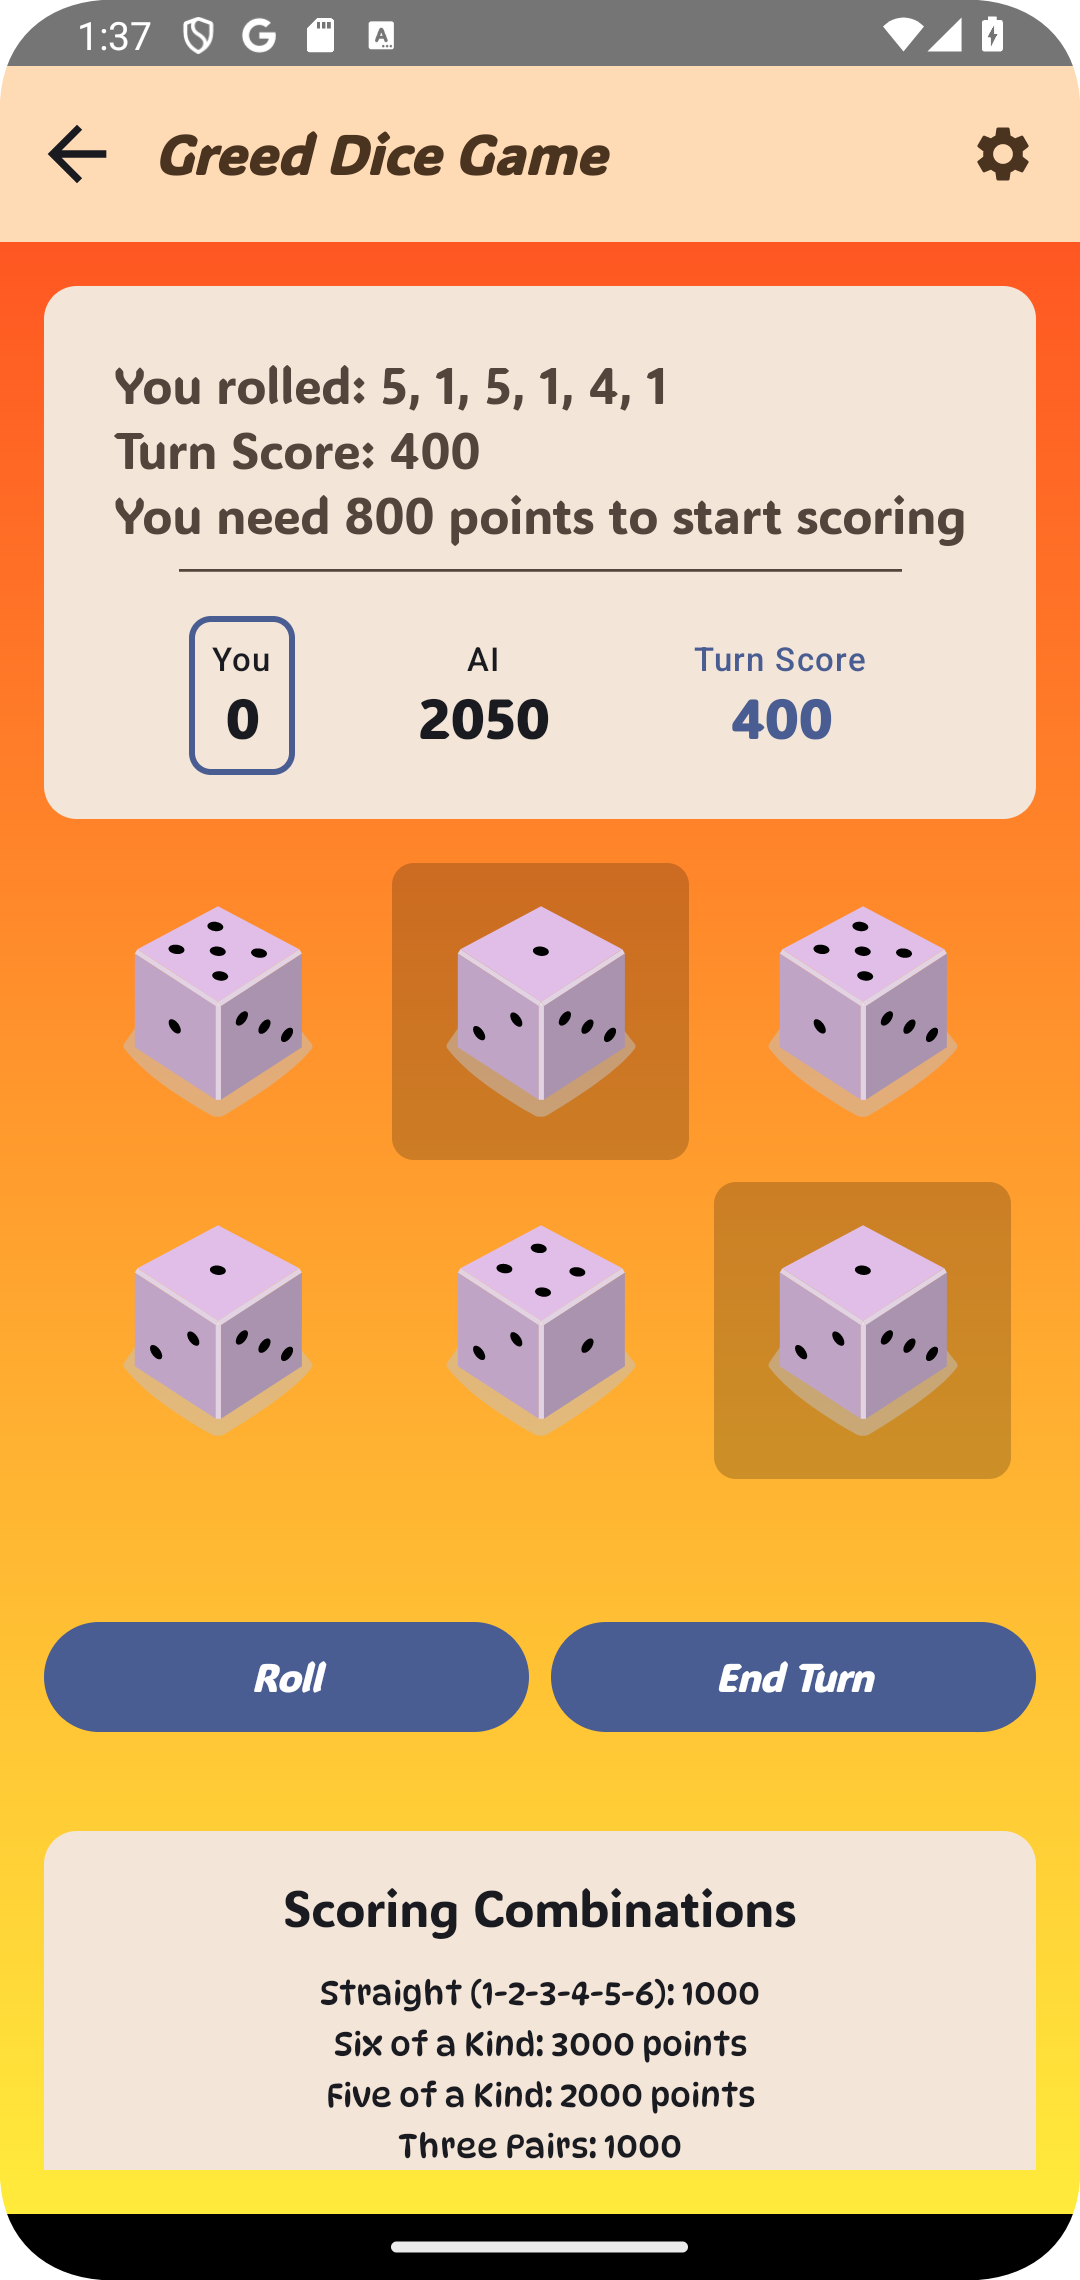 1:37
Greed Dice Game
You rolled: 5, 1, 5, 1, 4, 1
Turn Score: 400
You need 800 points to start scoring
You
0
AI
2050
Turn Score
400
Roll
End Turn
Scoring Combinations
Straight (1-2-3-4-5-6): 1000
Six of a Kind: 3000 points
Five of a Kind: 2000 points
Three Pairs: 1000